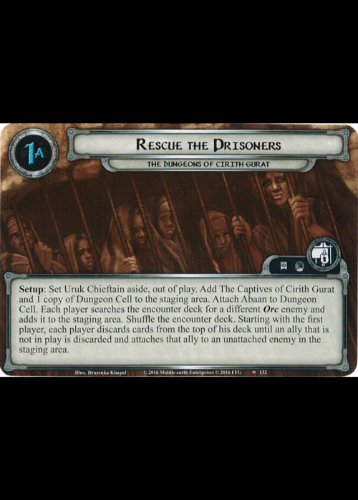 1A
RESCUE THE PRISONERS
THE DUNGEONS OF CIRITH GURAT
Setup: Set Uruk Chieftain aside, out of play. Add The Captives of Cirith Gurat
and 1 copy of Dungeon Cell to the staging area. Attach Abaan to Dungeon
Cell. Each player searches the encounter deck for a different Orc enemy and
adds it to the staging area. Shuffle the encounter deck. Starting with the first
player, each player discards cards from the top of his deck until an ally that is
not in play is discarded and attaches that ally to an unattached enemy in the
staging area.
Illus. Drazenka Kimpel © 2016 Middle-earth Enterprises © 2016 FFG 132